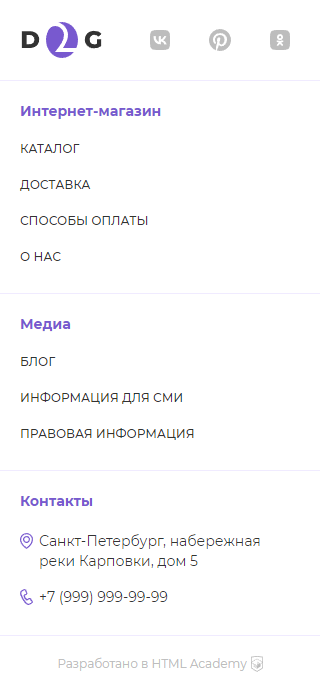 D2G
Интернет-магазин
КАТАЛОГ
ДОСТАВКА
СПОСОБЫ ОПЛАТЫ
О НАС
Медиа
БЛОГ
ИНФОРМАЦИЯ ДЛЯ СМИ
ПРАВОВАЯ ИНФОРМАЦИЯ
Контакты
Санкт-Петербург, набережная
реки Карповки, дом 5
+7 (999) 999-99-99
Разработано в HTML Academy